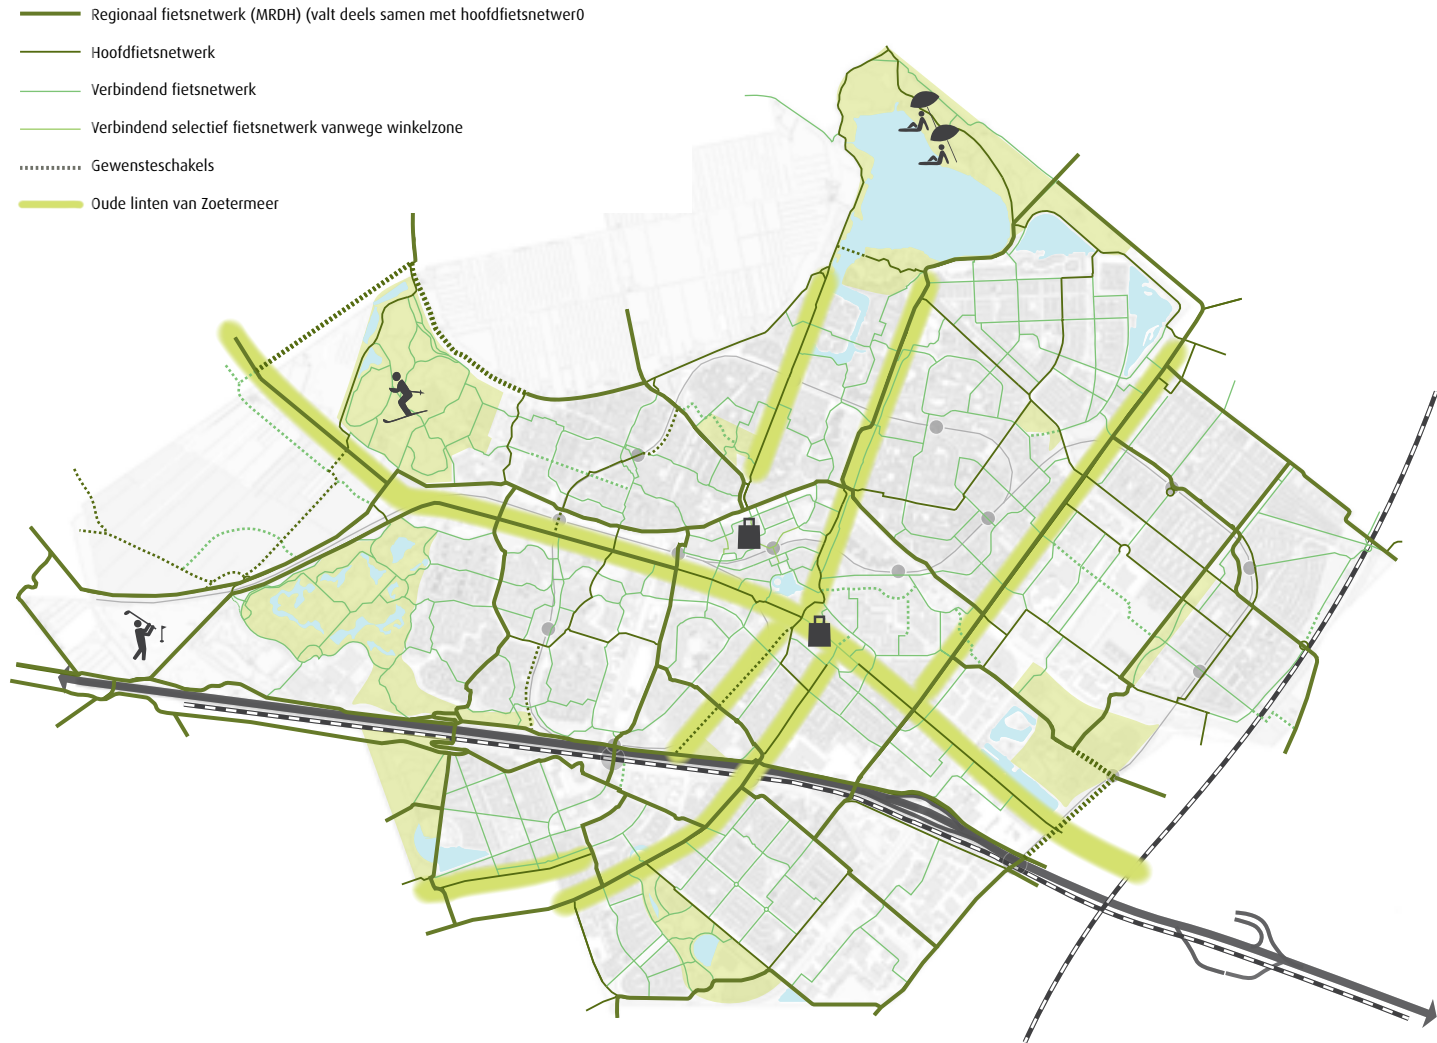 Regionaal fietsnetwerk (MRDH) (valt deels samen met hoofdfietsnetwer0
Hoofdfietsnetwerk
Verbindend fietsnetwerk
Verbindend selectief fietsnetwerk vanwege winkelzone
Gewensteschakels
Oude linten van Zoetermeer